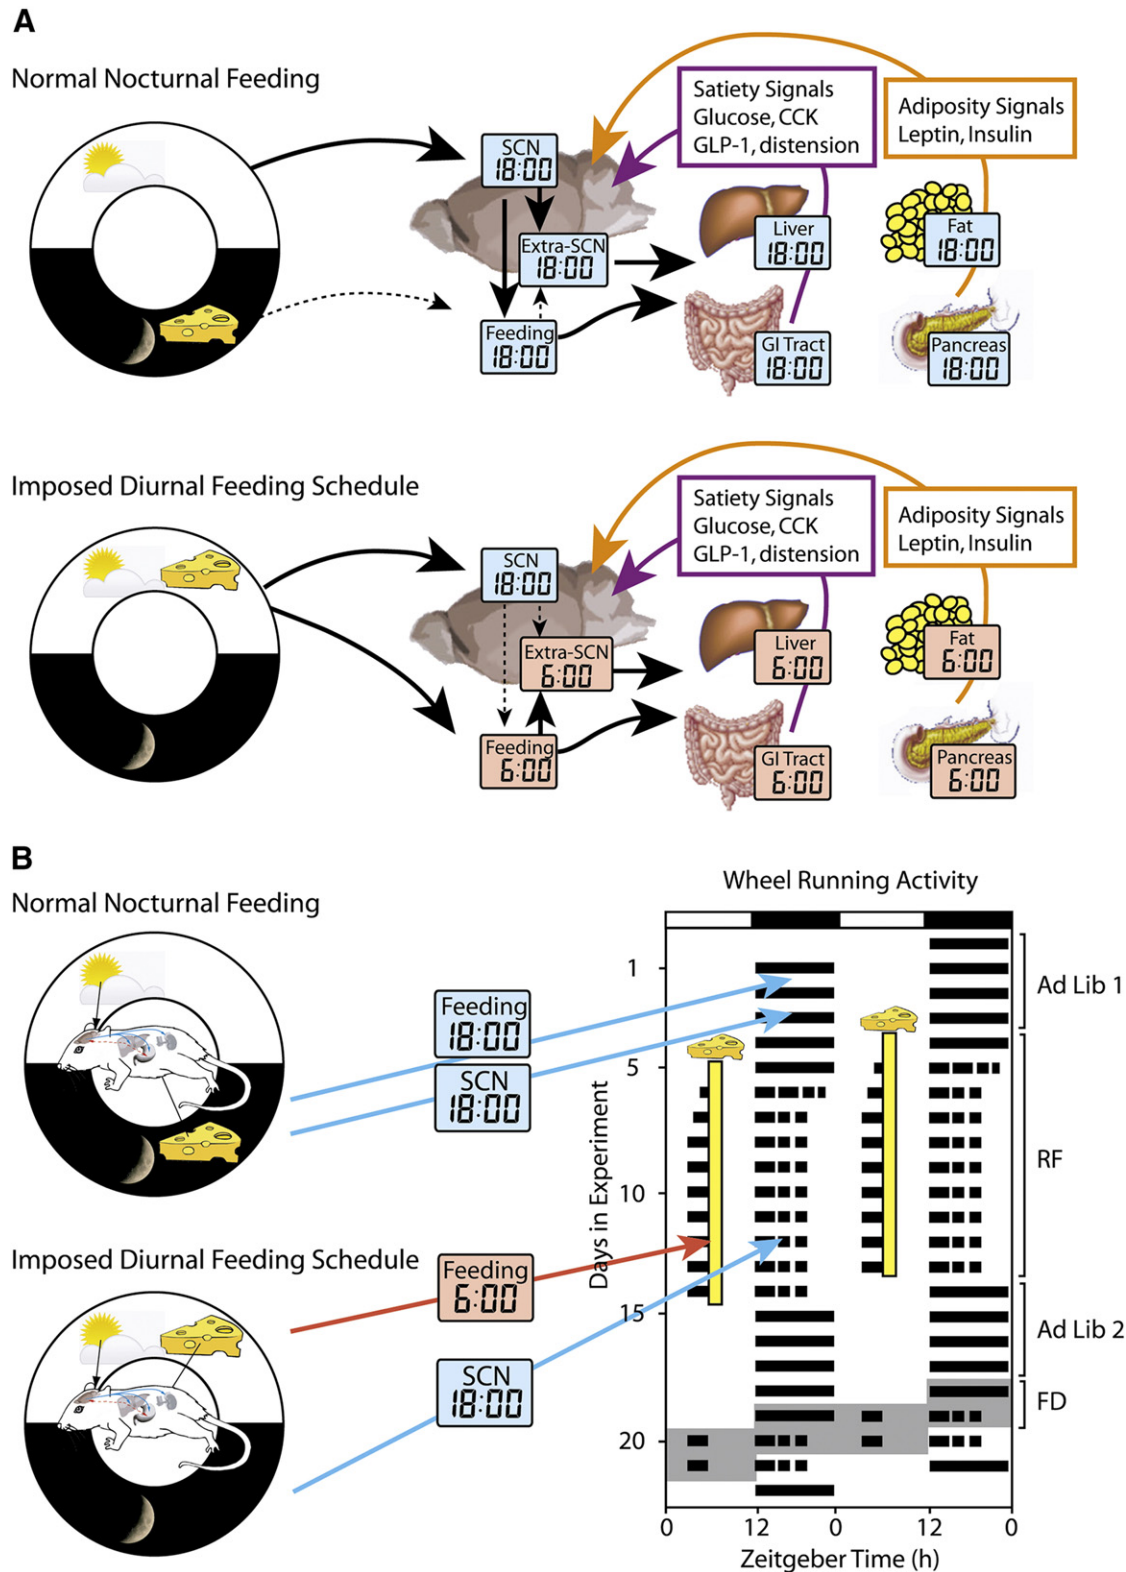 A
Normal Nocturnal Feeding
SCN
18:00
Extra-SCN
18:00
Feeding
18:00
Satiety Signals
Glucose, CCK
GLP-1, distension
Adiposity Signals
Leptin, Insulin
Liver
18:00
Fat
18:00
GI Tract
18:00
Pancreas
18:00
Imposed Diurnal Feeding Schedule
SCN
18:00
Extra-SCN
6:00
Feeding
6:00
Satiety Signals
Glucose, CCK
GLP-1, distension
Adiposity Signals
Leptin, Insulin
Liver
6:00
Fat
6:00
GI Tract
6:00
Pancreas
6:00
B
Normal Nocturnal Feeding
Feeding
18:00
SCN
18:00
Imposed Diurnal Feeding Schedule
Feeding
6:00
SCN
18:00
Wheel Running Activity
Days in Experiment
1
5
10
15
20
Ad Lib 1
RF
Ad Lib 2
FD
0 12 0 12 0
Zeitgeber Time (h)